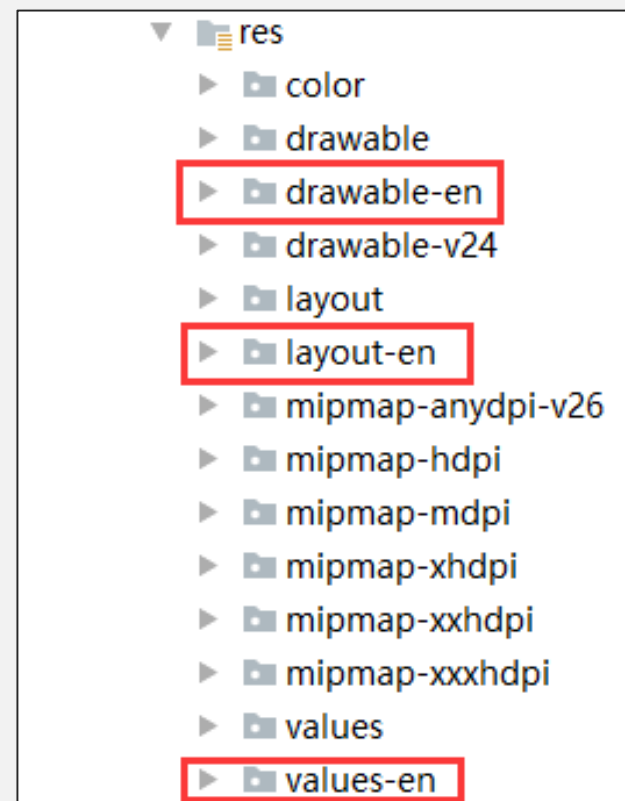 res
color
drawable
drawable-en
drawable-v24
layout
layout-en
mipmap-anydpi-v26
mipmap-hdpi
mipmap-mdpi
mipmap-xhdpi
mipmap-xxhdpi
mipmap-xxxhdpi
values
values-en